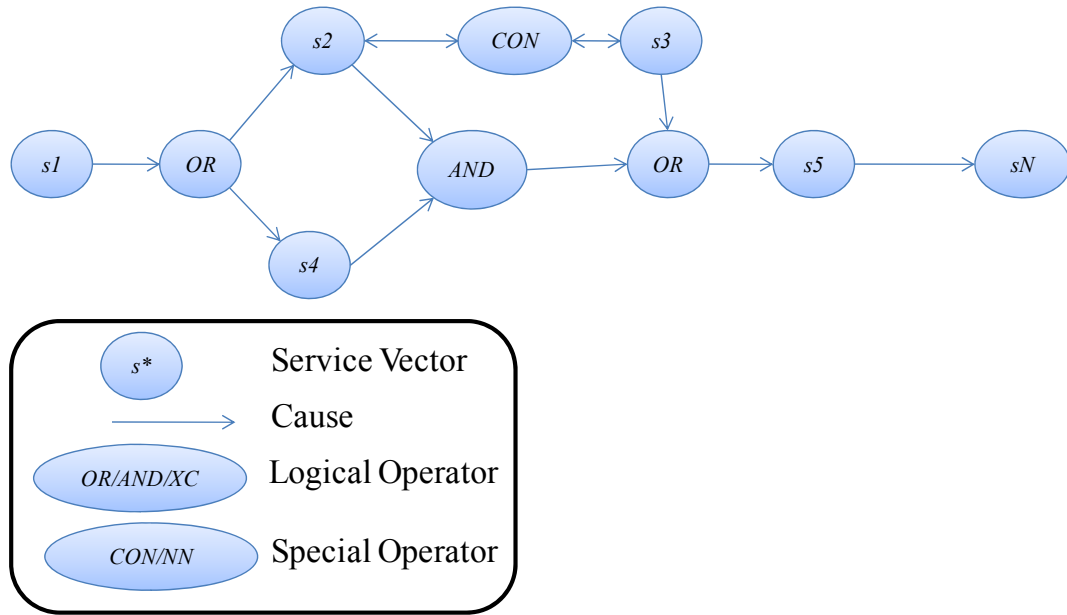 s2
CON
s3
s1
OR
AND
OR
s5
sN
s4
s* Service Vector
Cause
OR/AND/XC Logical Operator
CON/NN Special Operator